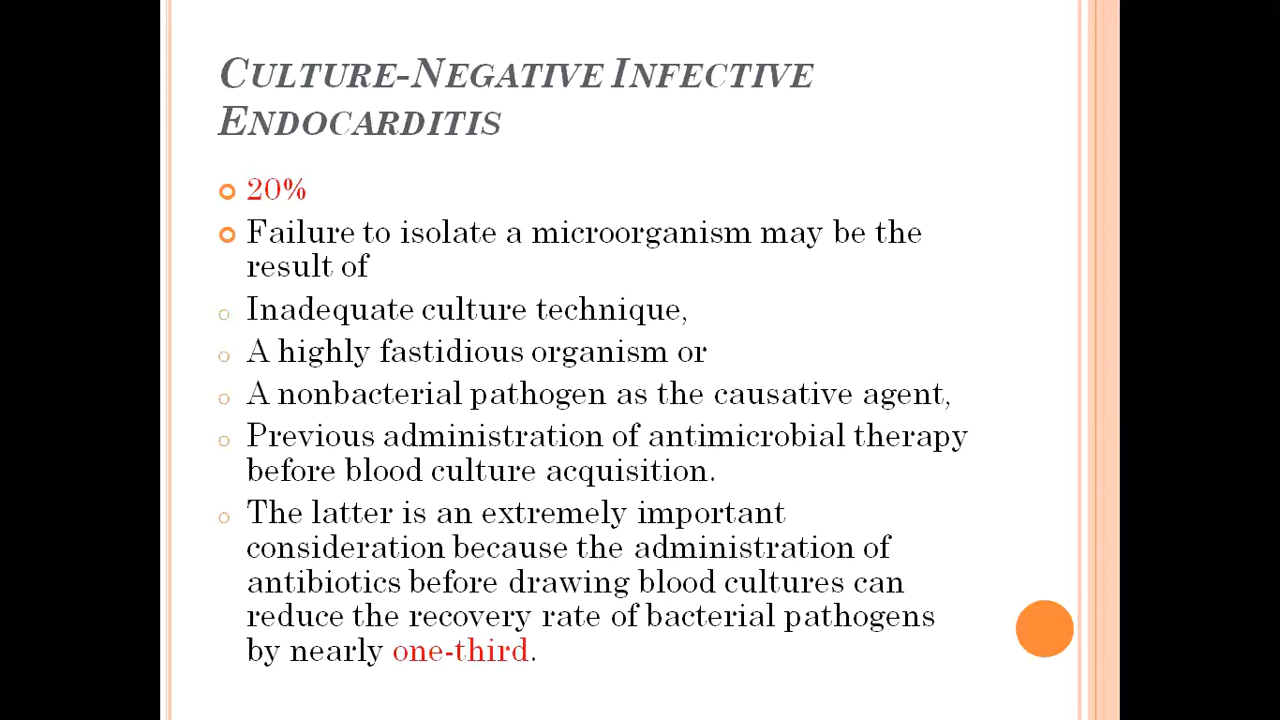 CULTURE-NEGATIVE INFECTIVE
ENDOCARDITIS
20%
Failure to isolate a microorganism may be the
result of
Inadequate culture technique,
A highly fastidious organism or
A nonbacterial pathogen as the causative agent,
Previous administration of antimicrobial therapy
before blood culture acquisition.
The latter is an extremely important
consideration because the administration of
antibiotics before drawing blood cultures can
reduce the recovery rate of bacterial pathogens
by nearly one-third.